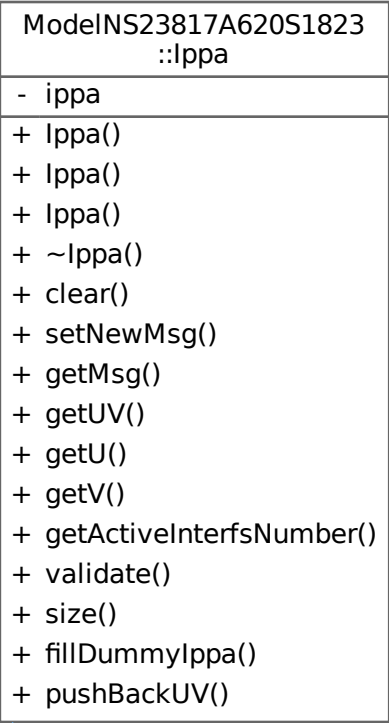 ModelNS23817A620S1823
::Ippa
- ippa
+ Ippa()
+ Ippa()
+ Ippa()
+ ~Ippa()
+ clear()
+ setNewMsg()
+ getMsg()
+ getUV()
+ getU()
+ getV()
+ getActiveInterfsNumber()
+ validate()
+ size()
+ fillDummyIppa()
+ pushBackUV()